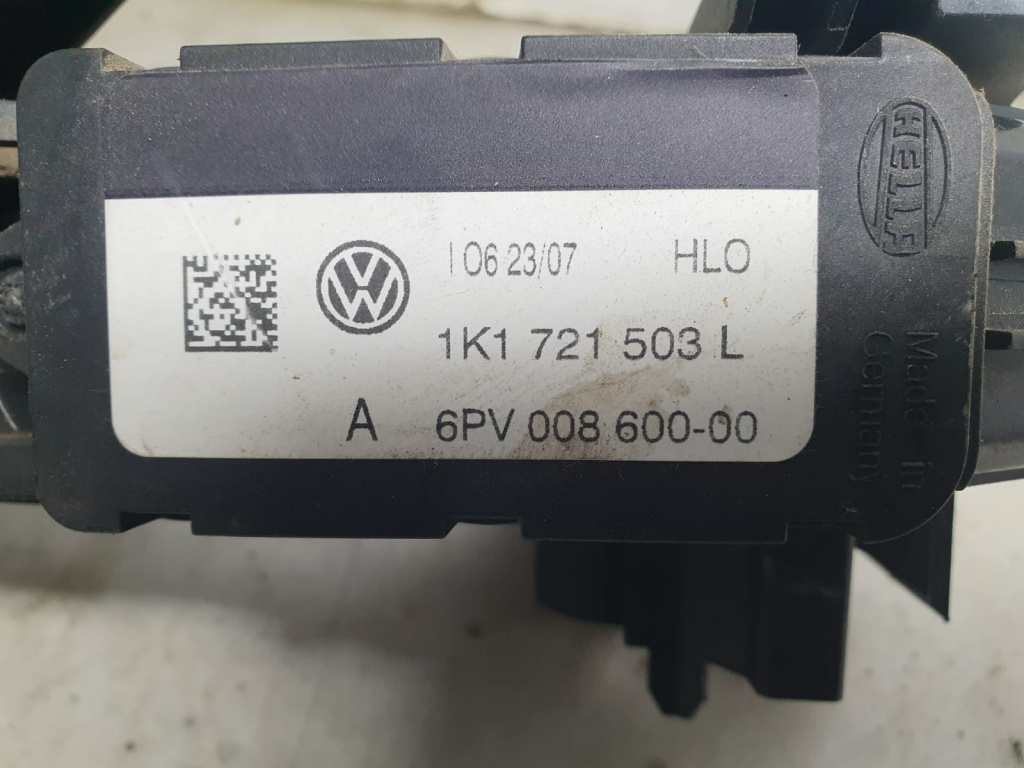 I 06 23/07 HLO
1K1 721 503 L
A 6PV 008 600-00
HELLA
Made-in
Germany